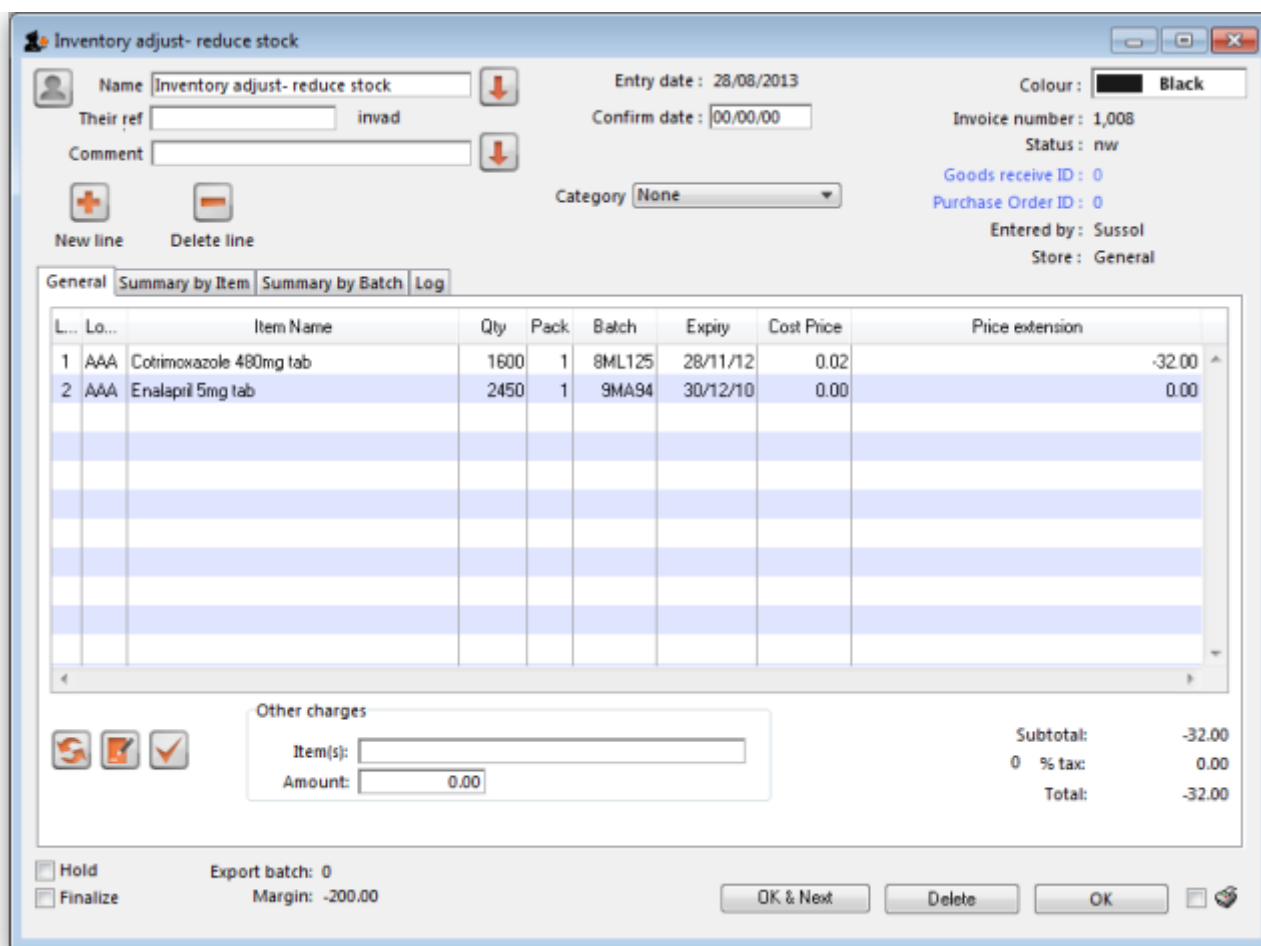 Inventory adjust- reduce stock
Name Inventory adjust- reduce stock Entry date : 28/08/2013 Colour : Black
Their ref invad Confirm date : 00/00/00 Invoice number : 1,008
Status : nw
Comment
Goods receive ID : 0
Category None Purchase Order ID : 0
Entered by : Sussol
New line Delete line
Store : General
General Summary by Item Summary by Batch Log
L... Lo... Item Name Qty Pack Batch Expiry Cost Price Price extension
1 AAA Cotrimoxazole 480mg tab 1600 1 8ML125 28/11/12 0.02 -32.00
2 AAA Enalapril 5mg tab 2450 1 9MA94 30/12/10 0.00 0.00
Other charges
Item(s): Subtotal: -32.00
0 % tax: 0.00
Amount: 0.00 Total: -32.00
Hold Export batch: 0
Finalize Margin: -200.00 OK & Next Delete OK